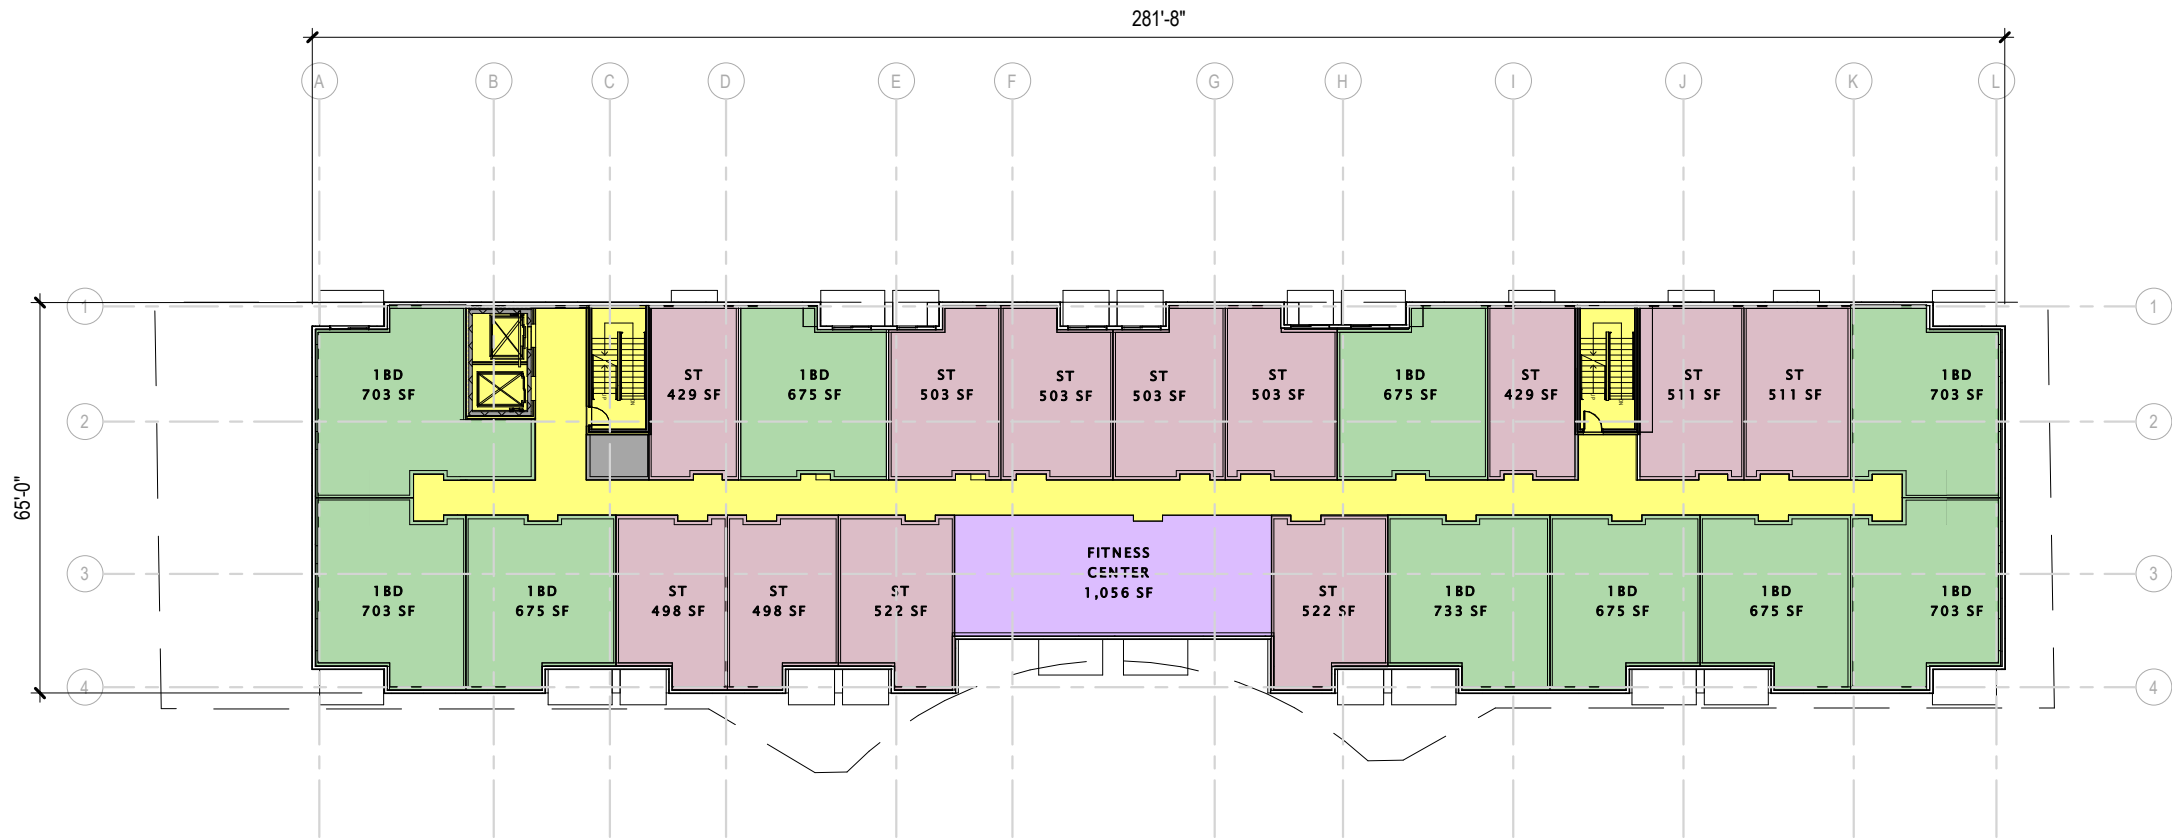 281'-8"
A B C D E F G H I J K L
1 1
1BD
703 SF
ST
429 SF
1BD
675 SF
ST
503 SF
ST
503 SF
ST
503 SF
ST
503 SF
1BD
675 SF
ST
429 SF
ST
511 SF
ST
511 SF
1BD
703 SF
2 2
65'-0"
3 3
1BD
703 SF
1BD
675 SF
ST
498 SF
ST
498 SF
ST
522 SF
FITNESS
CENTER
1,056 SF
ST
522 SF
1BD
733 SF
1BD
675 SF
1BD
675 SF
1BD
703 SF
4 4